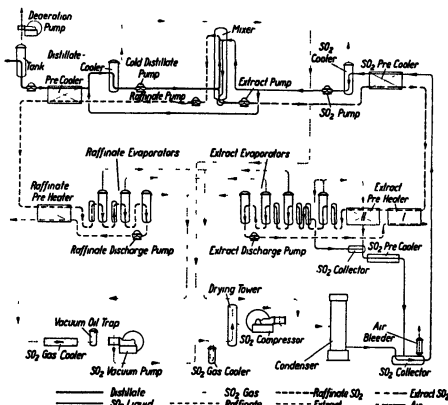 Deaeration
Pump
Tank
Distillate-
Cooler
Pre Cooler
Cold Distillate
Pump
Raffinate Pump
Mixer
Extract Pump
SO2
Cooler
SO2 Pre Cooler
SO2 Pump
Raffinate Evaporators
Extract Evaporators
Raffinate
Pre Heater
Extract
Pre Heater
Raffinate Discharge Pump
Extract Discharge Pump
SO2 Pre Cooler
SO2
Collector
Drying Tower
Vacuum Oil Trap
SO2 Compressor
Air
Bleeder
SO2
Gas Cooler
SO2 Vacuum Pump
SO2 Gas Cooler
Condenser
SO2
Collector
Distillate
SO2 Gas
Raffinate SO2
Extract SO2
SO2 Liquid
Raffinate
Extract
Air